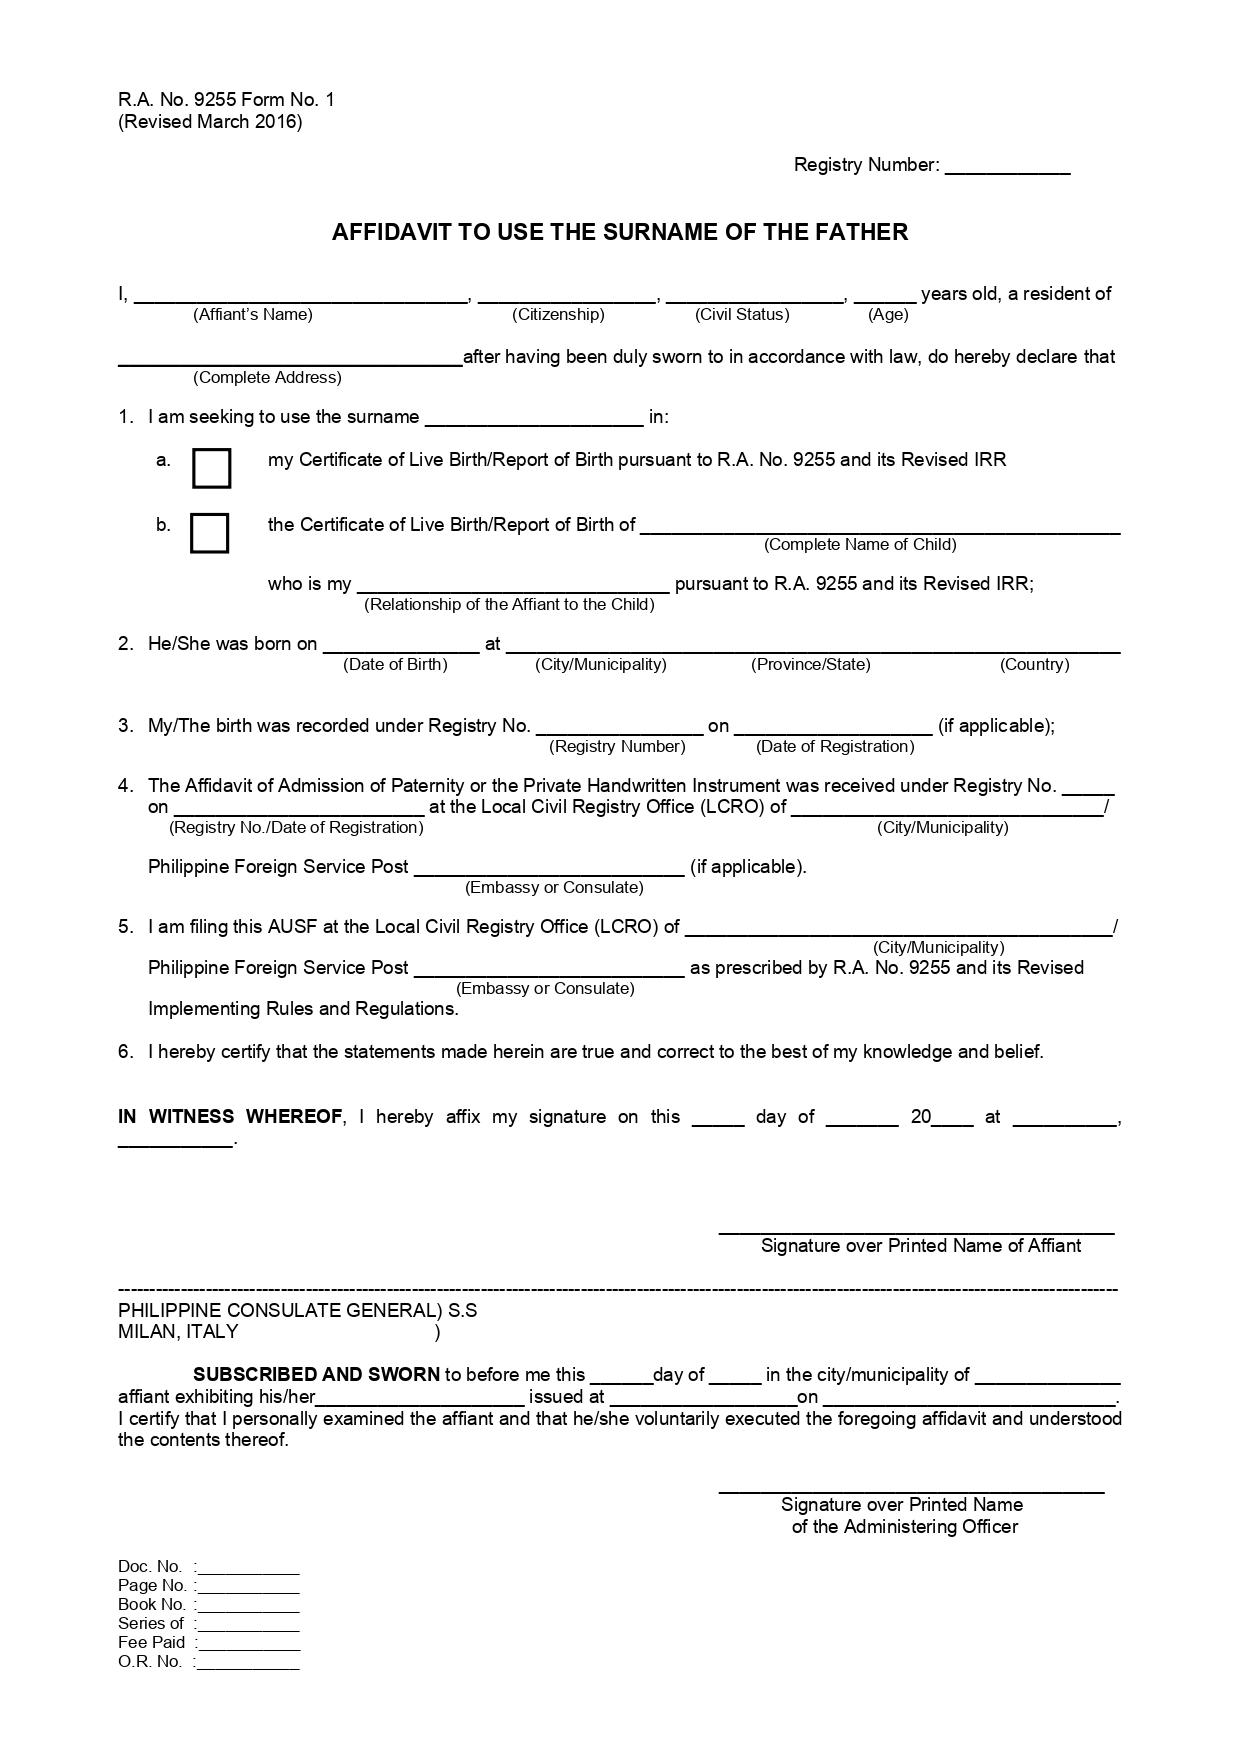 R.A. No. 9255 Form No. 1
(Revised March 2016)
Registry Number: ____________
AFFIDAVIT TO USE THE SURNAME OF THE FATHER
I, ________________________________, _________________, _________________, ______ years old, a resident of
(Affiant's Name) (Citizenship) (Civil Status) (Age)
_________________________________after having been duly sworn to in accordance with law, do hereby declare that
(Complete Address)
1. I am seeking to use the surname _____________________ in:
a. my Certificate of Live Birth/Report of Birth pursuant to R.A. No. 9255 and its Revised IRR
b. the Certificate of Live Birth/Report of Birth of ______________________________________________
(Complete Name of Child)
who is my ______________________________ pursuant to R.A. 9255 and its Revised IRR;
(Relationship of the Affiant to the Child)
2. He/She was born on _______________ at ___________________________________________________________
(Date of Birth) (City/Municipality) (Province/State) (Country)
3. My/The birth was recorded under Registry No. ________________ on ___________________ (if applicable);
(Registry Number) (Date of Registration)
4. The Affidavit of Admission of Paternity or the Private Handwritten Instrument was received under Registry No. _____
on ________________________ at the Local Civil Registry Office (LCRO) of ______________________________/
(Registry No./Date of Registration) (City/Municipality)
Philippine Foreign Service Post __________________________ (if applicable).
(Embassy or Consulate)
5. I am filing this AUSF at the Local Civil Registry Office (LCRO) of _________________________________________/
(City/Municipality)
Philippine Foreign Service Post __________________________ as prescribed by R.A. No. 9255 and its Revised
(Embassy or Consulate)
Implementing Rules and Regulations.
6. I hereby certify that the statements made herein are true and correct to the best of my knowledge and belief.
IN WITNESS WHEREOF, I hereby affix my signature on this _____ day of _______ 20____ at __________,
___________.
______________________________________
Signature over Printed Name of Affiant
------------------------------------------------------------------------------------------------------------------------
PHILIPPINE CONSULATE GENERAL) S.S
MILAN, ITALY )
SUBSCRIBED AND SWORN to before me this ______day of _____ in the city/municipality of ______________
affiant exhibiting his/her____________________ issued at __________________on ____________________________.
I certify that I personally examined the affiant and that he/she voluntarily executed the foregoing affidavit and understood
the contents thereof.
_____________________________________
Signature over Printed Name
of the Administering Officer
Doc. No. :___________
Page No. :___________
Book No. :___________
Series of :___________
Fee Paid :___________
O.R. No. :___________